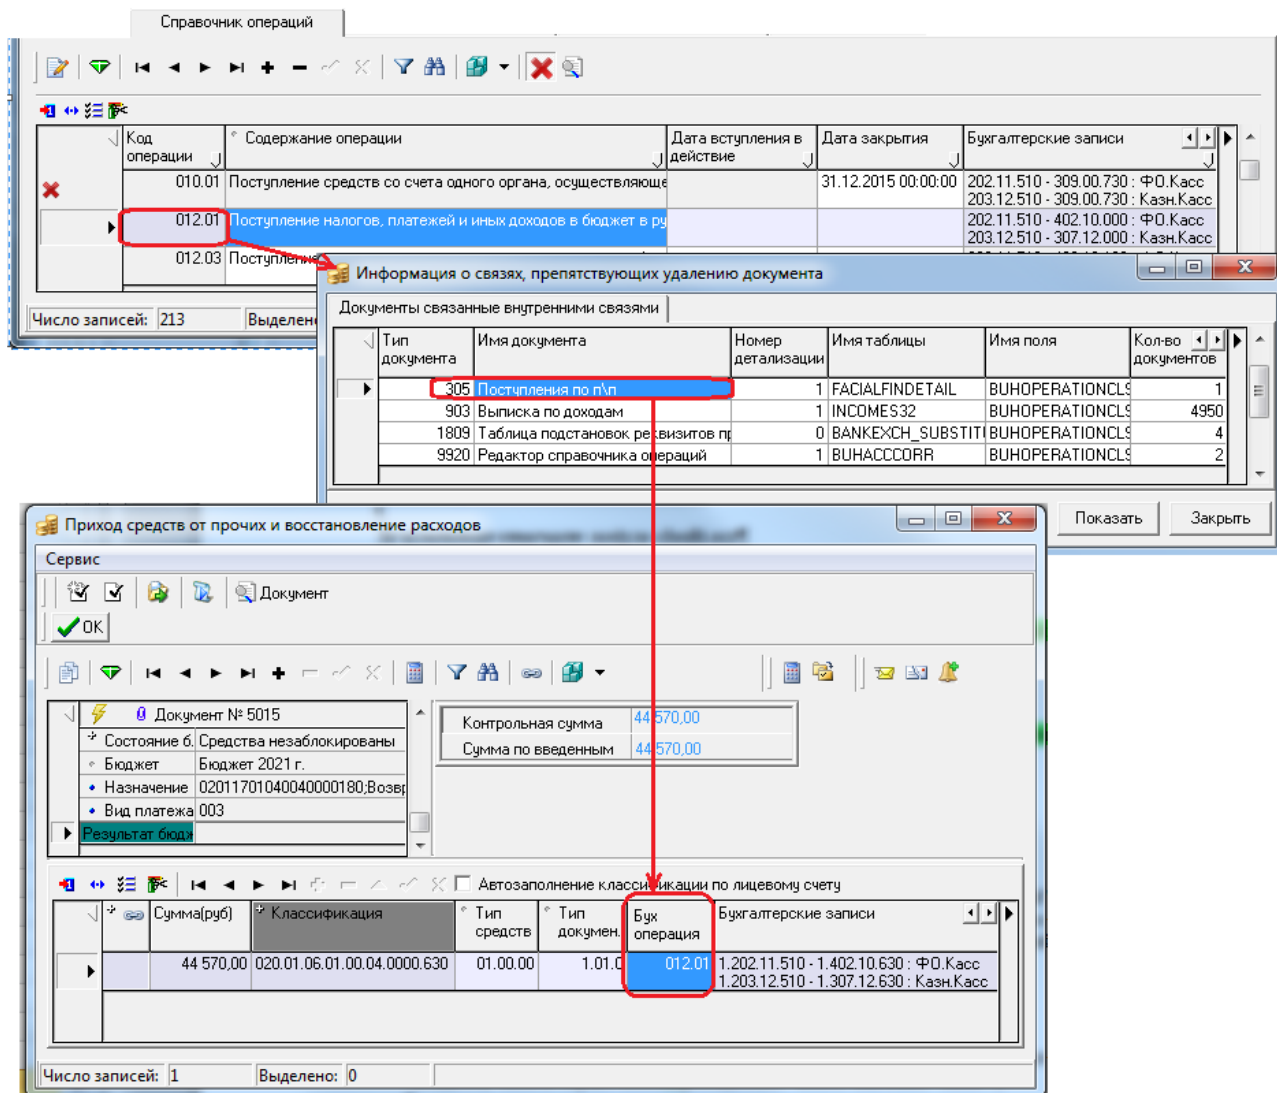 Справочник операций
Код операции
Содержание операции
Дата вступления в действие
Дата закрытия
Бухгалтерские записи
010.01 Поступление средств со счета одного органа, осуществляюще
31.12.2015 00:00:00
202.11.510 - 309.00.730 : ФО.Касс
203.12.510 - 309.00.730 : Казн.Касс
012.01 Поступление налогов, платежей и иных доходов в бюджет в ру
202.11.510 - 402.10.000 : ФО.Касс
203.12.510 - 307.12.000 : Казн.Касс
012.03 Поступление
Число записей: 213
Выделен
Информация о связях, препятствующих удалению документа
Документы связанные внутренними связями
Тип документа
Имя документа
Номер детализации
Имя таблицы
Имя поля
Кол-во документов
305 Поступления по п\п 1 FACIALFINDETAIL BUHOPERATIONCLS 1
903 Выписка по доходам 1 INCOMES32 BUHOPERATIONCLS 4950
1809 Таблица подстановок реквизитов пр 0 BANKEXCH_SUBSTIT BUHOPERATIONCLS 4
9920 Редактор справочника операций 1 BUHACCCORR BUHOPERATIONCLS 2
Показать
Закрыть
Приход средств от прочих и восстановление расходов
Сервис
Документ
OK
Документ № 5015
Состояние б. Средства незаблокированы
Бюджет Бюджет 2021 г.
Назначение 02011701040040000180;Возвр
Вид платежа 003
Результат бюдж
Контрольная сумма 44 570,00
Сумма по введенным 44 570,00
Автозаполнение классификации по лицевому счету
Сумма(руб)
Классификация
Тип средств
Тип докумен.
Бух операция
Бухгалтерские записи
44 570,00 020.01.06.01.00.04.0000.630 01.00.00 1.01.0 012.01
1.202.11.510 - 1.402.10.630 : ФО.Касс
1.203.12.510 - 1.307.12.630 : Казн.Касс
Число записей: 1
Выделено: 0